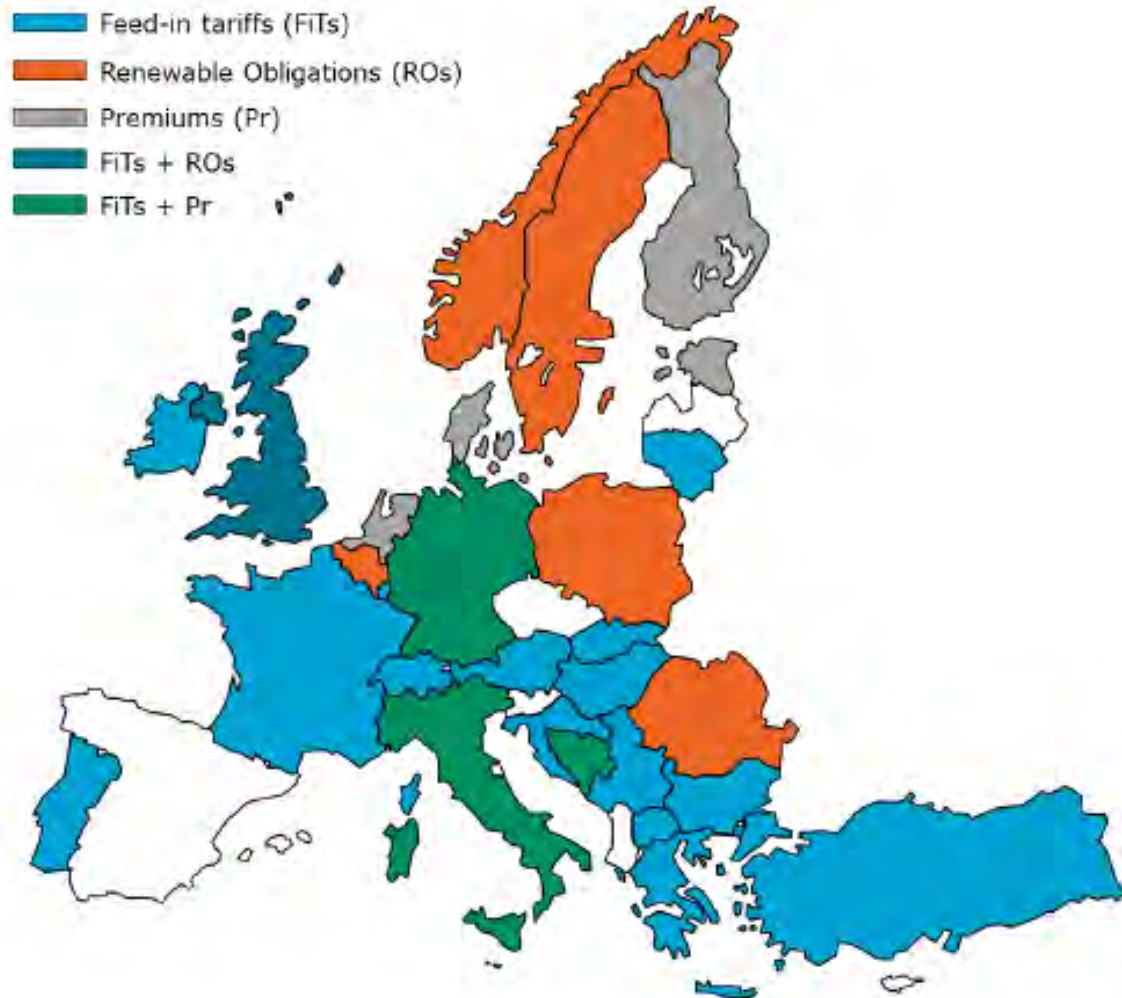 Feed-in tariffs (FiTs)
Renewable Obligations (ROs)
Premiums (Pr)
FiTs + ROs
FiTs + Pr